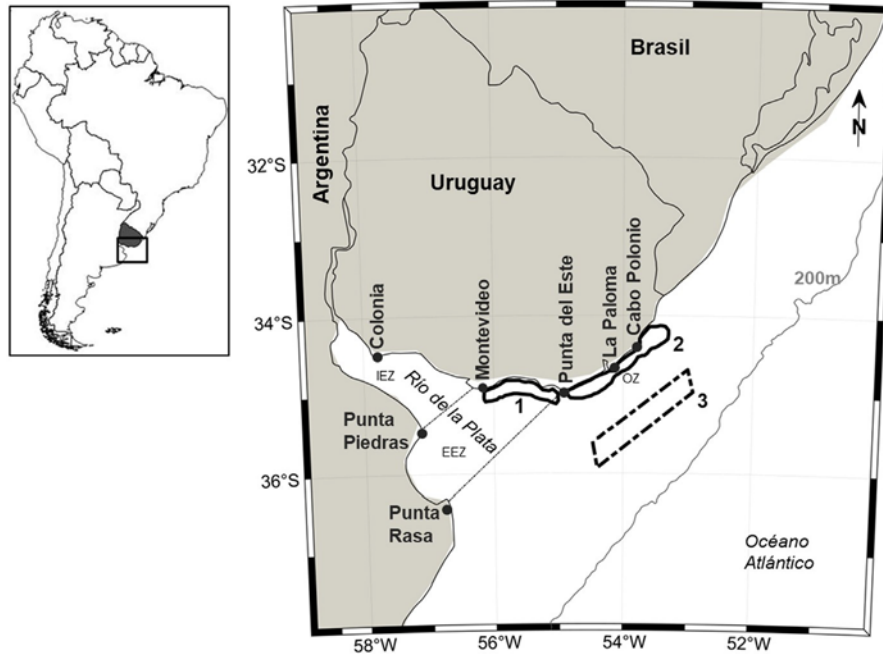 Brasil
N
Argentina
32°S
Uruguay
200m
34°S
Colonia
Montevideo
Punta del Este
La Paloma
Cabo Polonio
2
IEZ
Rio de la Plata
OZ
1
3
Punta
Piedras
EEZ
36°S
Punta
Rasa
Océano
Atlántico
58°W
56°W
54°W
52°W